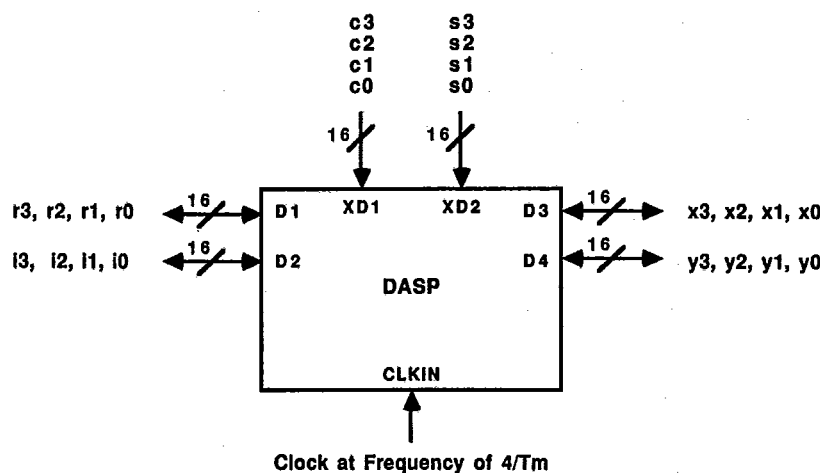 c3 s3
c2 s2
c1 s1
c0 s0
16 16
r3, r2, r1, r0 16 D1 XD1 XD2 D3 16 x3, x2, x1, x0
i3, i2, i1, i0 16 D2 D4 16 y3, y2, y1, y0
DASP
CLKIN
Clock at Frequency of 4/Tm